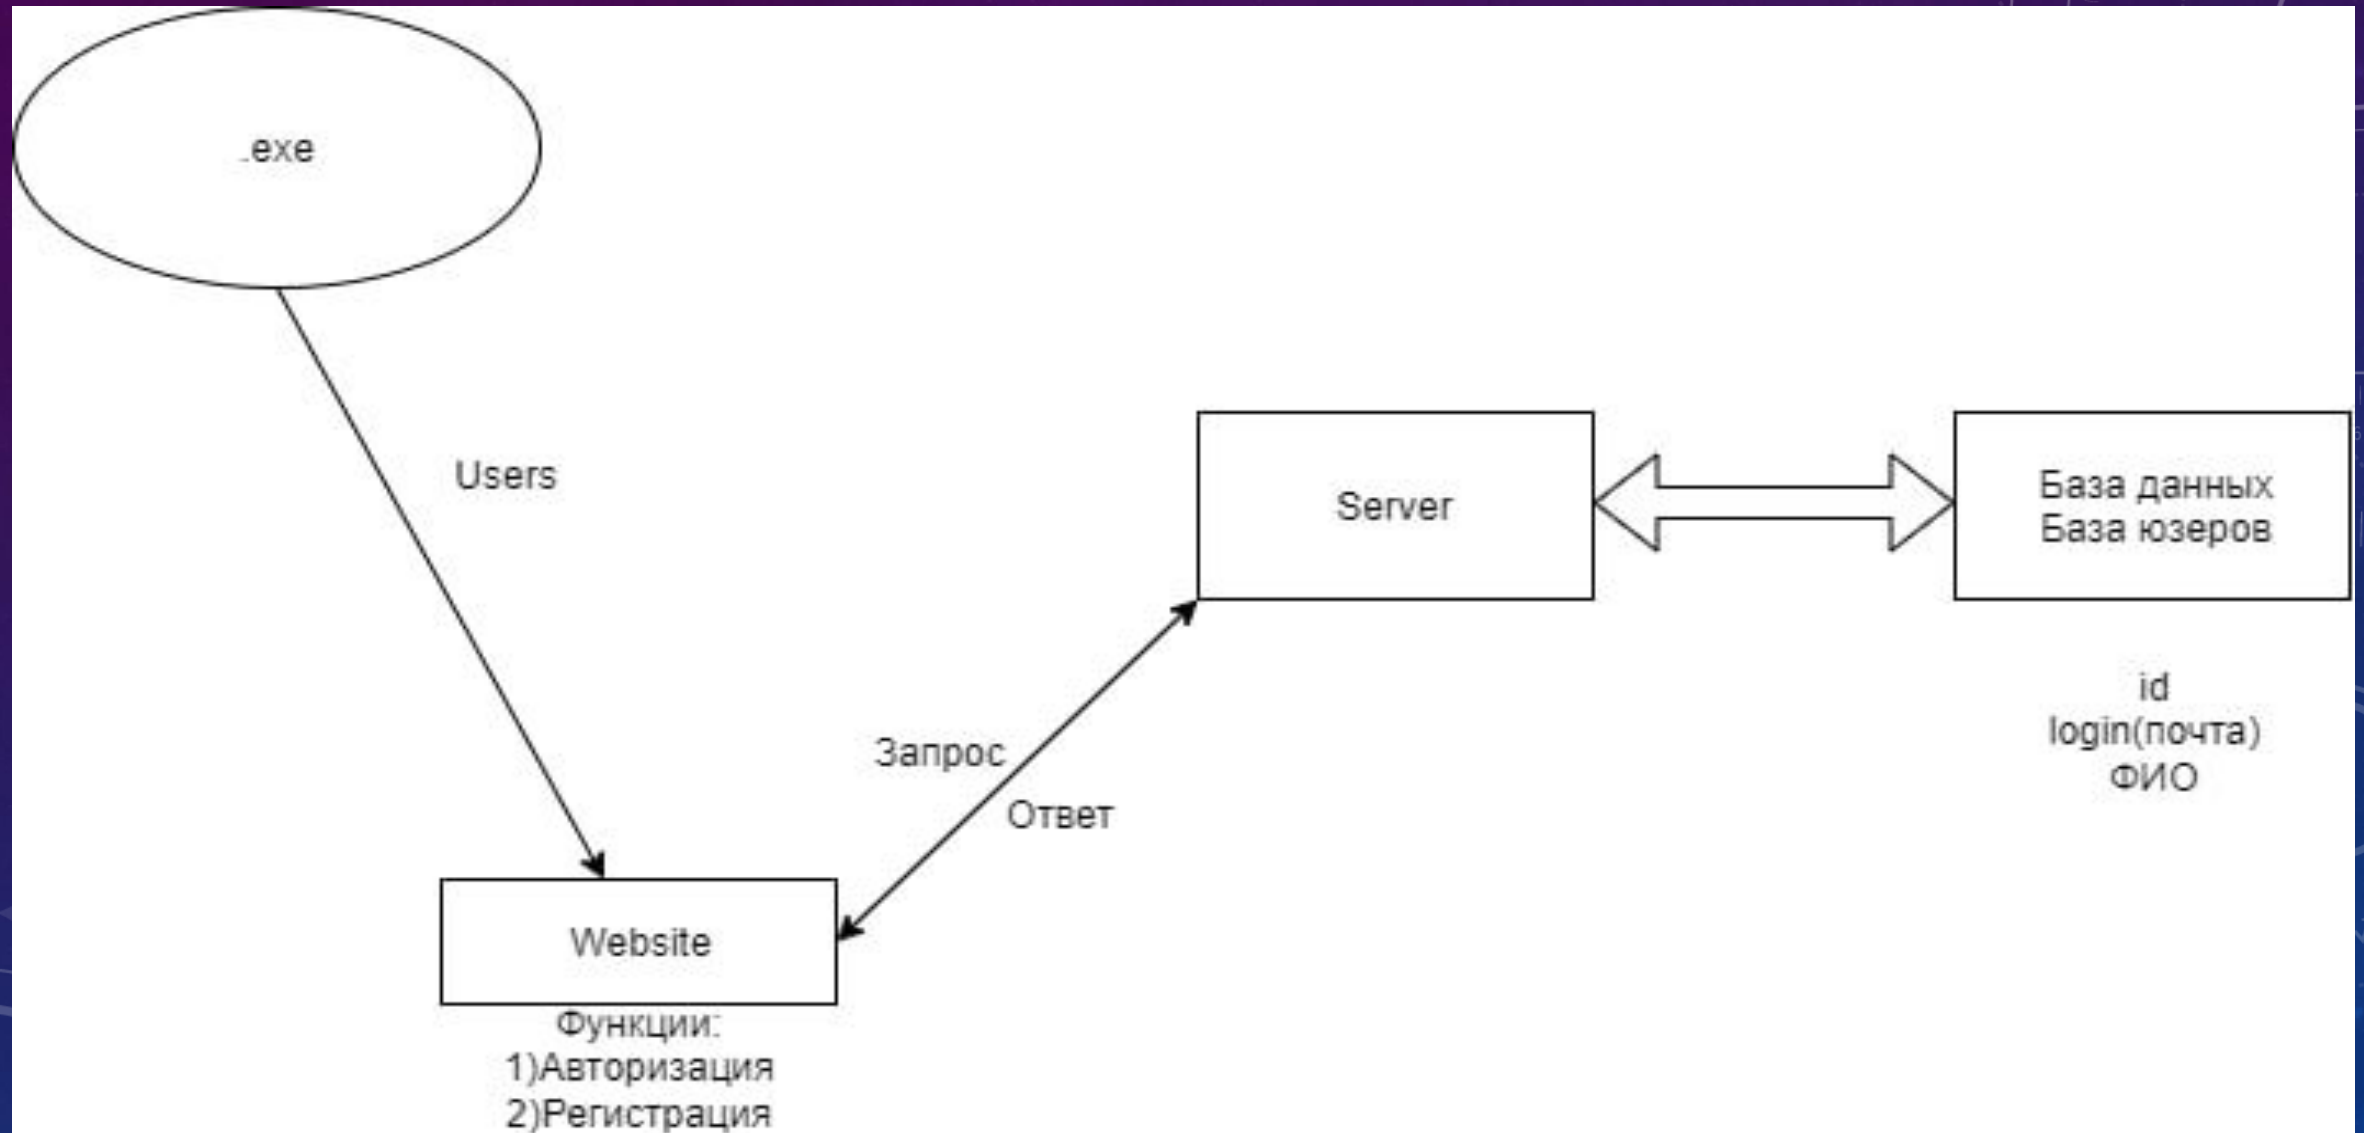 .exe
Users
Server
База данных
База юзеров
id
login(почта)
ФИО
Запрос
Ответ
Website
Функции:
1)Авторизация
2)Регистрация